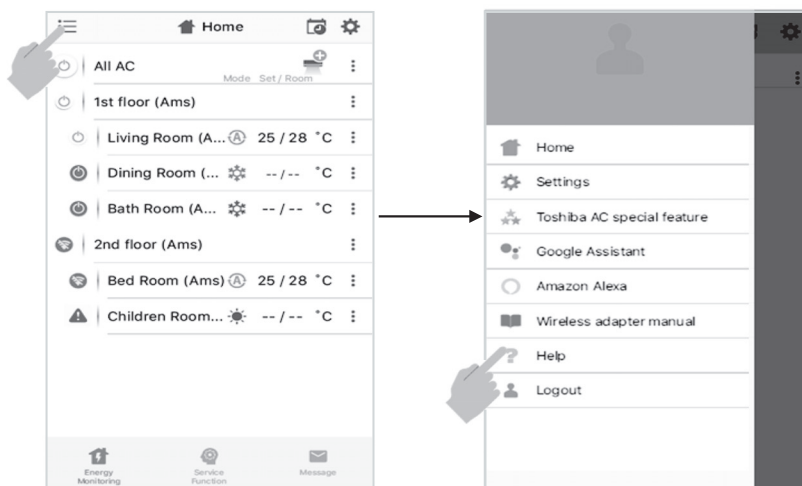 Home
All AC
Mode Set / Room
1st floor (Ams)
Living Room (A... A 25 / 28 °C
Dining Room (... -- / -- °C
Bath Room (A... -- / -- °C
2nd floor (Ams)
Bed Room (Ams) A 25 / 28 °C
Children Room... -- / -- °C
Energy
Monitoring
Service
Function
Message
Home
Settings
Toshiba AC special feature
Google Assistant
Amazon Alexa
Wireless adapter manual
? Help
Logout